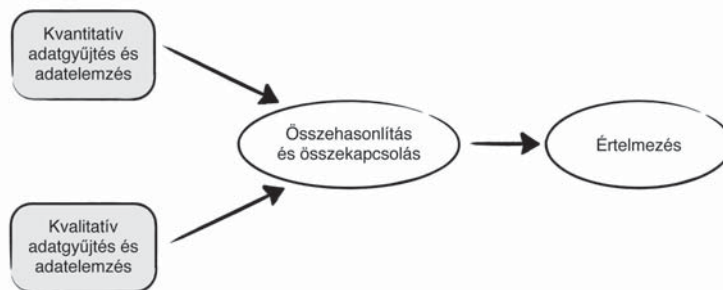 Kvantitatív
adatgyűjtés és
adatelemzés
Összehasonlítás
és összekapcsolás
Értelmezés
Kvalitatív
adatgyűjtés és
adatelemzés